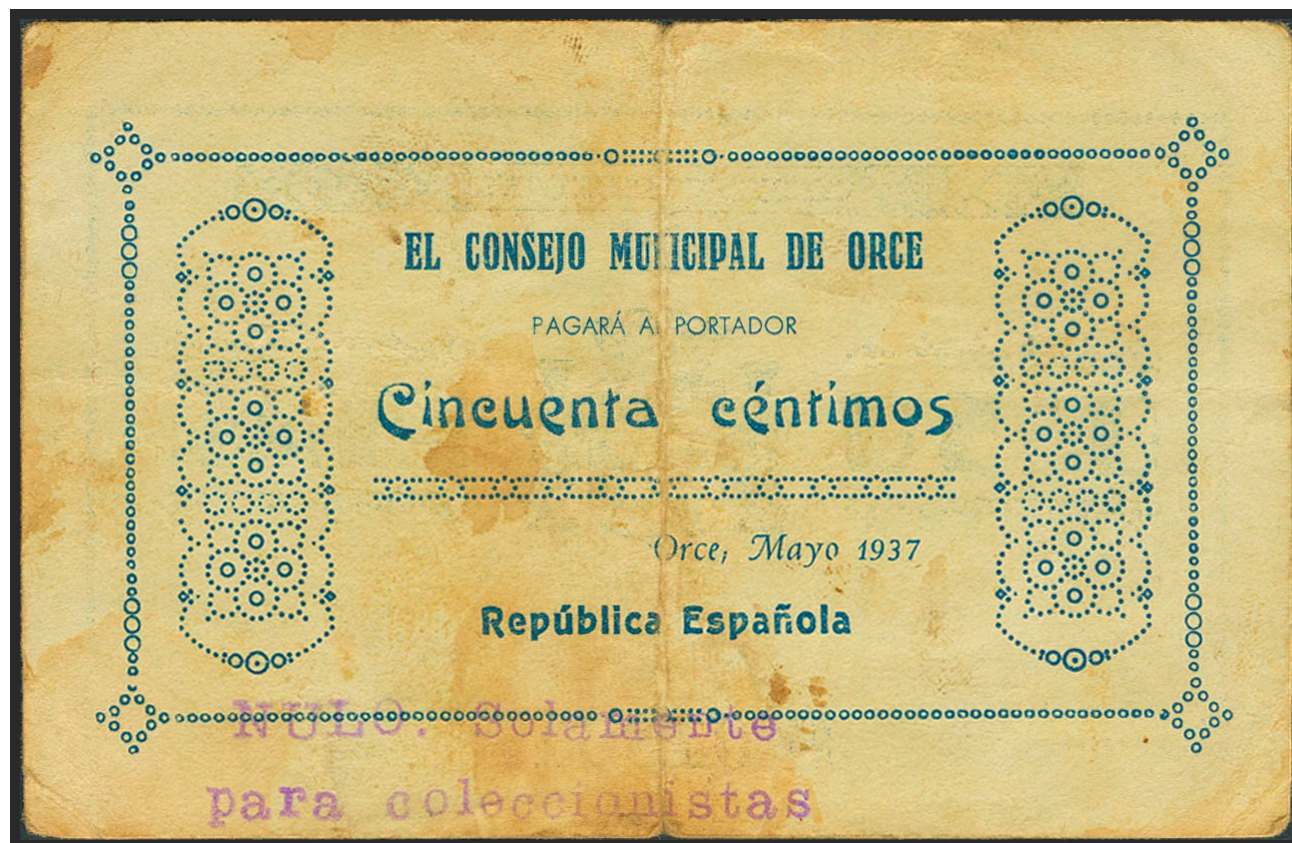 EL CONSEJO MUNICIPAL DE ORCE
PAGARÁ AL PORTADOR
Cincuenta céntimos
Orce, Mayo 1937
República Española
NULO. Solamente
para coleccionistas